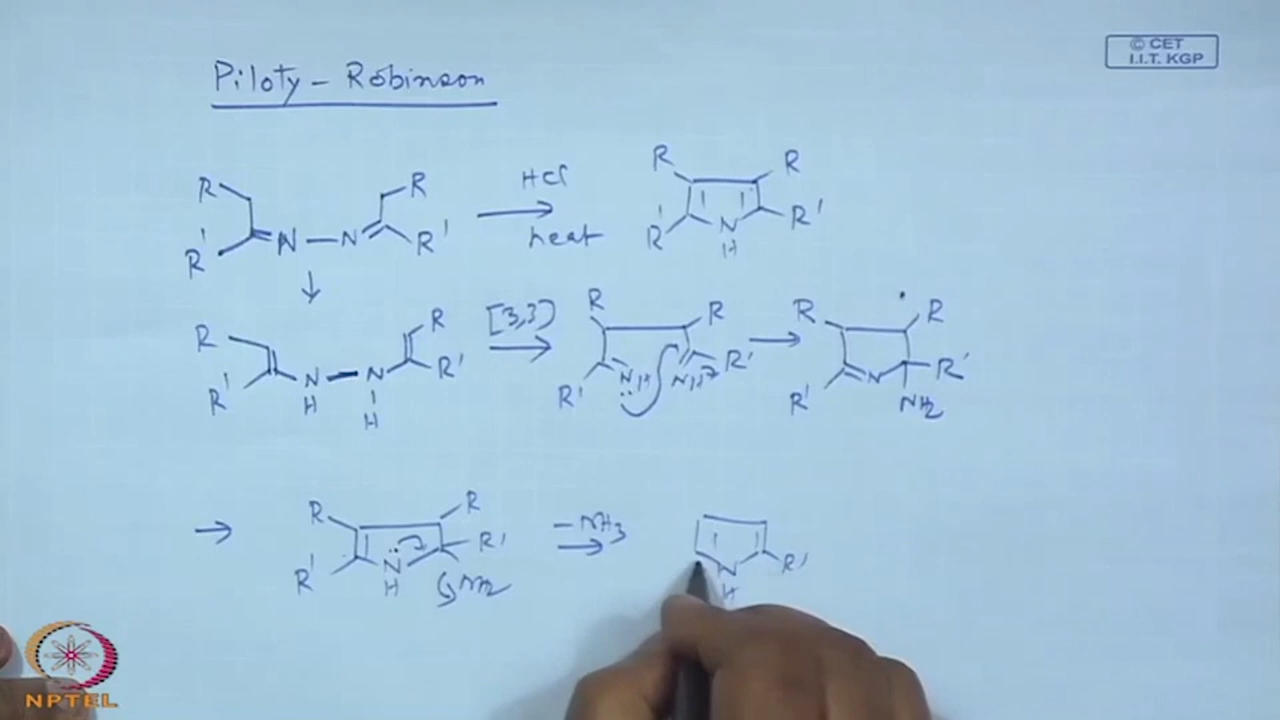 © CET
I.I.T. KGP
Piloty - Robinson
R R HCl R R
R' N N R' heat R' N H R'
R R [3,3] R R R R
R' N H N H R' R' NH NH R' R' N R' NH2
R R -NH3
R' N H R' NH2 N H R'
NPTEL